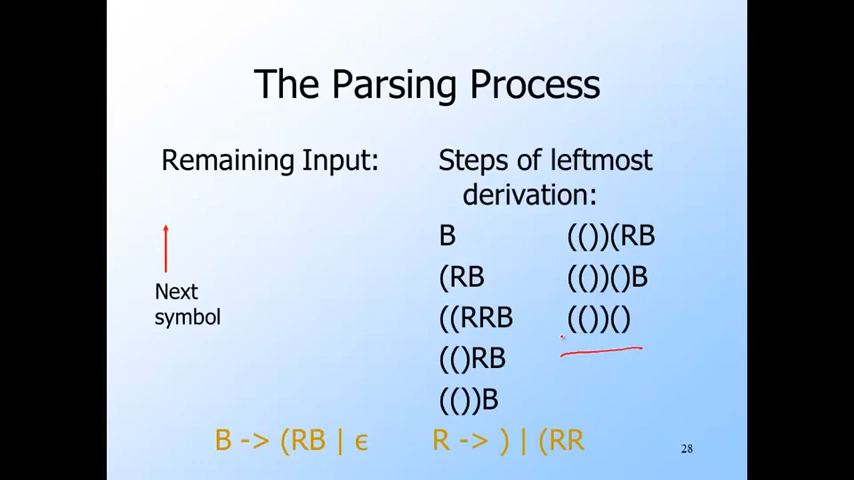 The Parsing Process
Remaining Input:
Steps of leftmost
derivation:
Next
symbol
B
(RB
((RRB
(()RB
(())B
(())(RB
(())()B
(())()
B -> (RB | ϵ
R -> ) | (RR
28